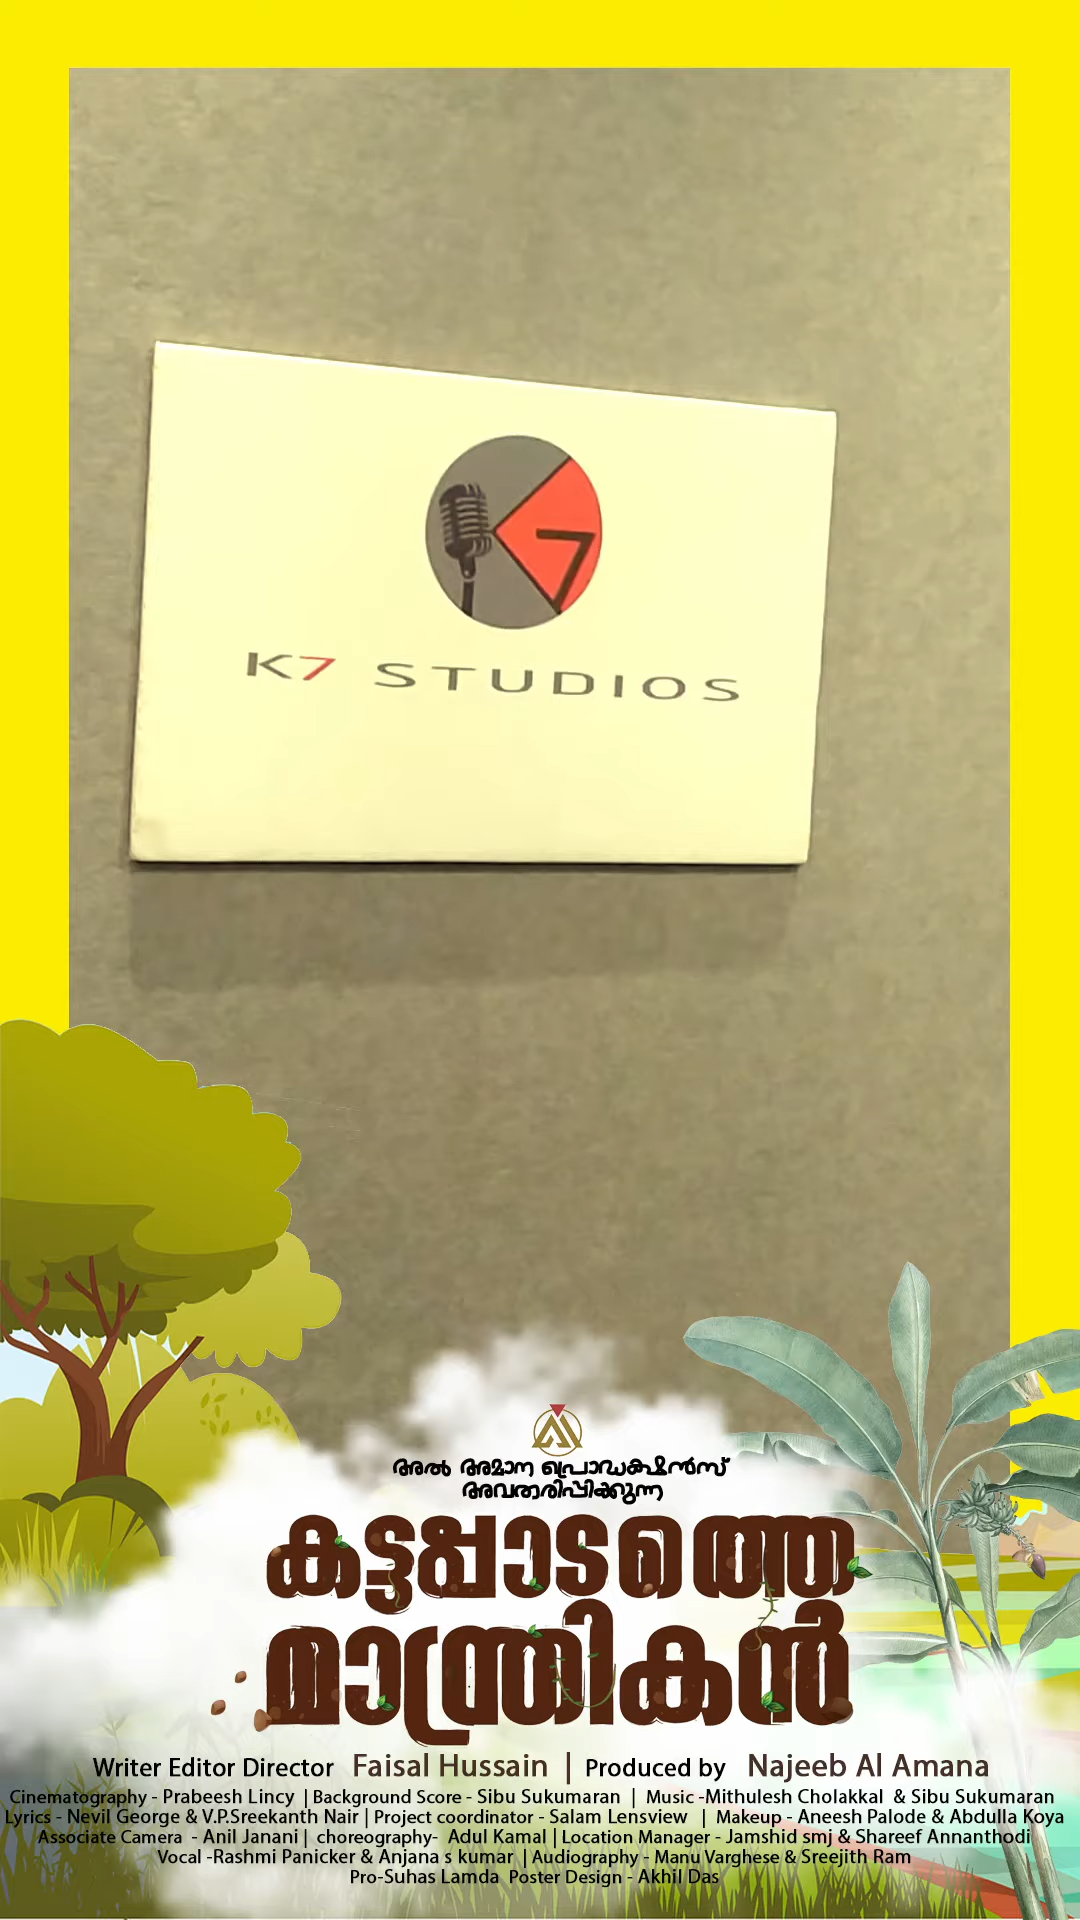 K7
K7 STUDIOS
അൽ അമാന പ്രൊഡക്ഷൻസ്
അവതരിപ്പിക്കുന്ന
കട്ടപ്പാടത്തെ
മാന്ത്രികൻ
Writer Editor Director Faisal Hussain | Produced by Najeeb Al Amana
Cinematography - Prabeesh Lincy | Background Score - Sibu Sukumaran | Music -Mithulesh Cholakkal & Sibu Sukumaran
Lyrics - Nevil George & V.P.Sreekanth Nair | Project coordinator - Salam Lensview | Makeup - Aneesh Palode & Abdulla Koya
Associate Camera - Anil Janani | choreography- Adul Kamal | Location Manager - Jamshid smj & Shareef Annanthodi
Vocal -Rashmi Panicker & Anjana s kumar | Audiography - Manu Varghese & Sreejith Ram
Pro-Suhas Lamda Poster Design - Akhil Das